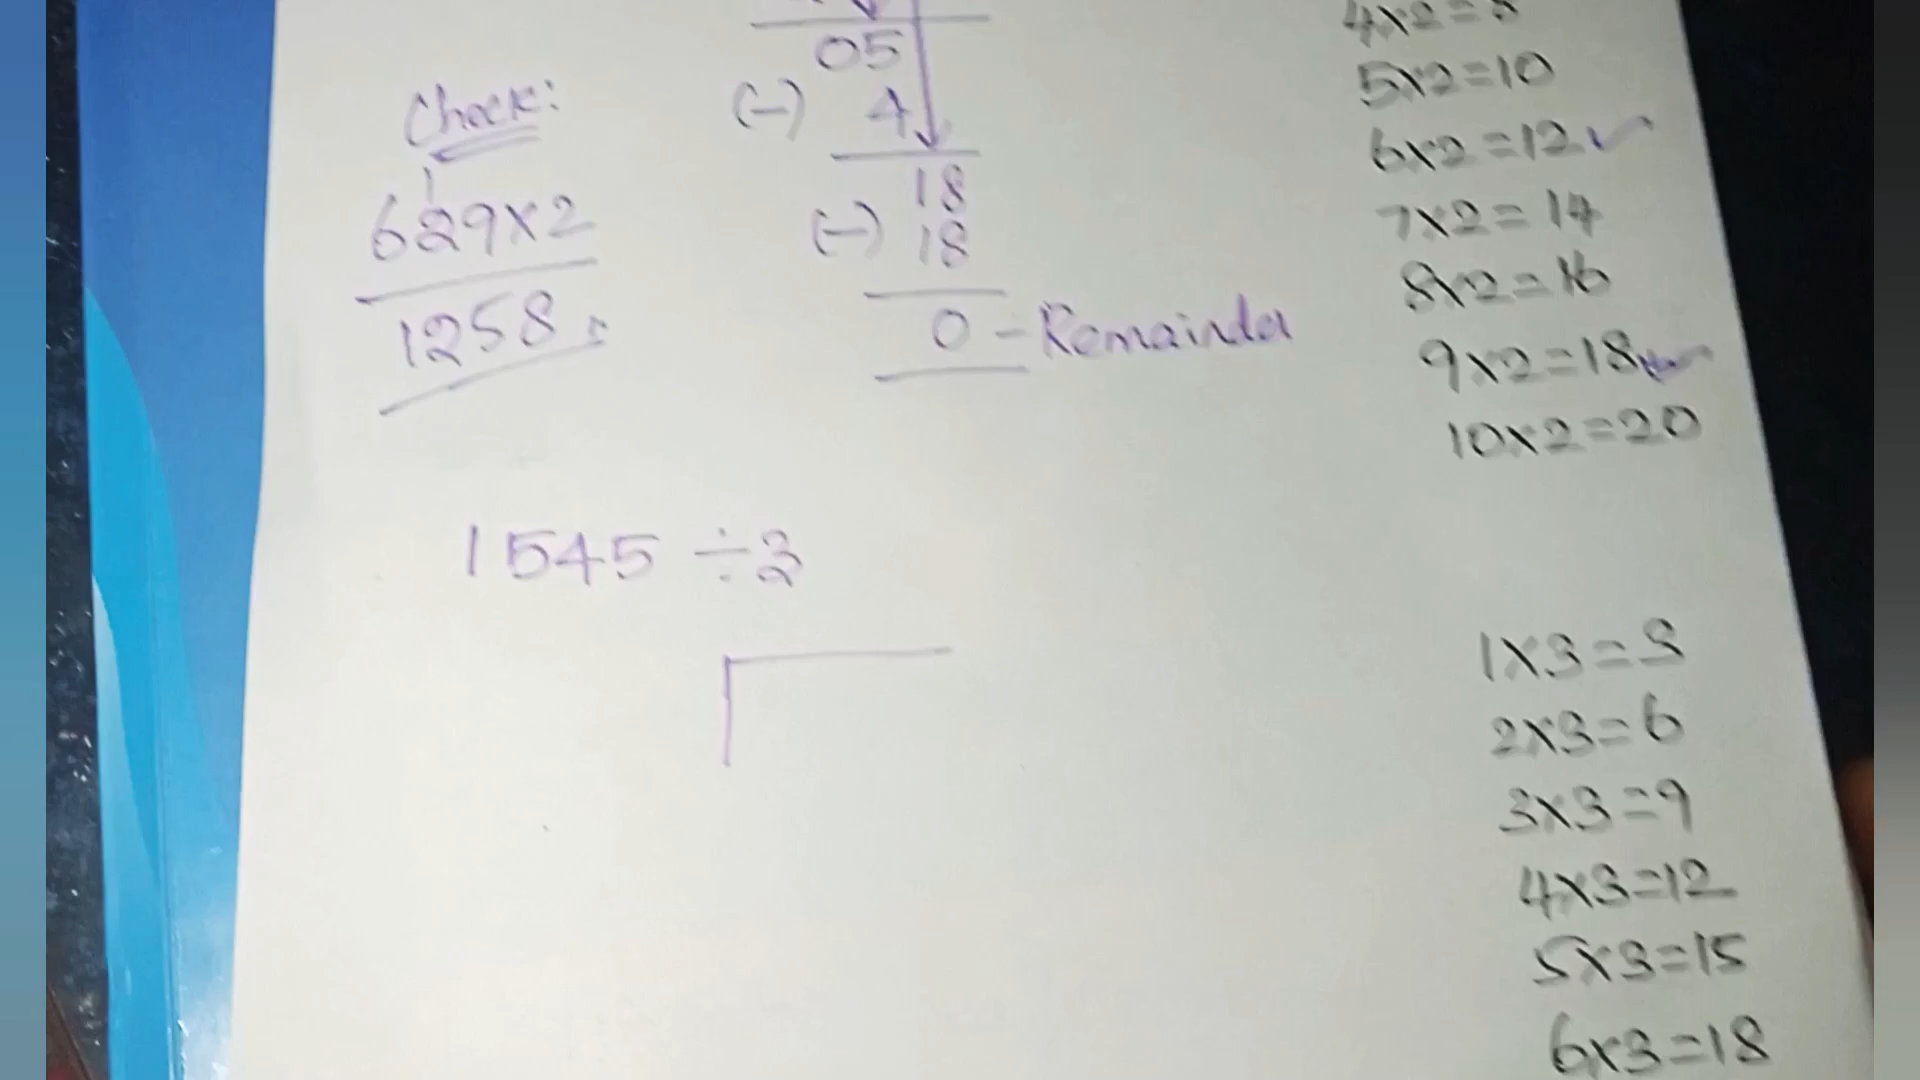 05
(-) 4
18
(-) 18
0 - Remainder
Check:
1
629x2
1258
1545 ÷3
5x2=10
6x2=12
7x2=14
8x2=16
9x2=18
10x2=20
1x3=3
2x3=6
3x3=9
4x3=12
5x3=15
6x3=18